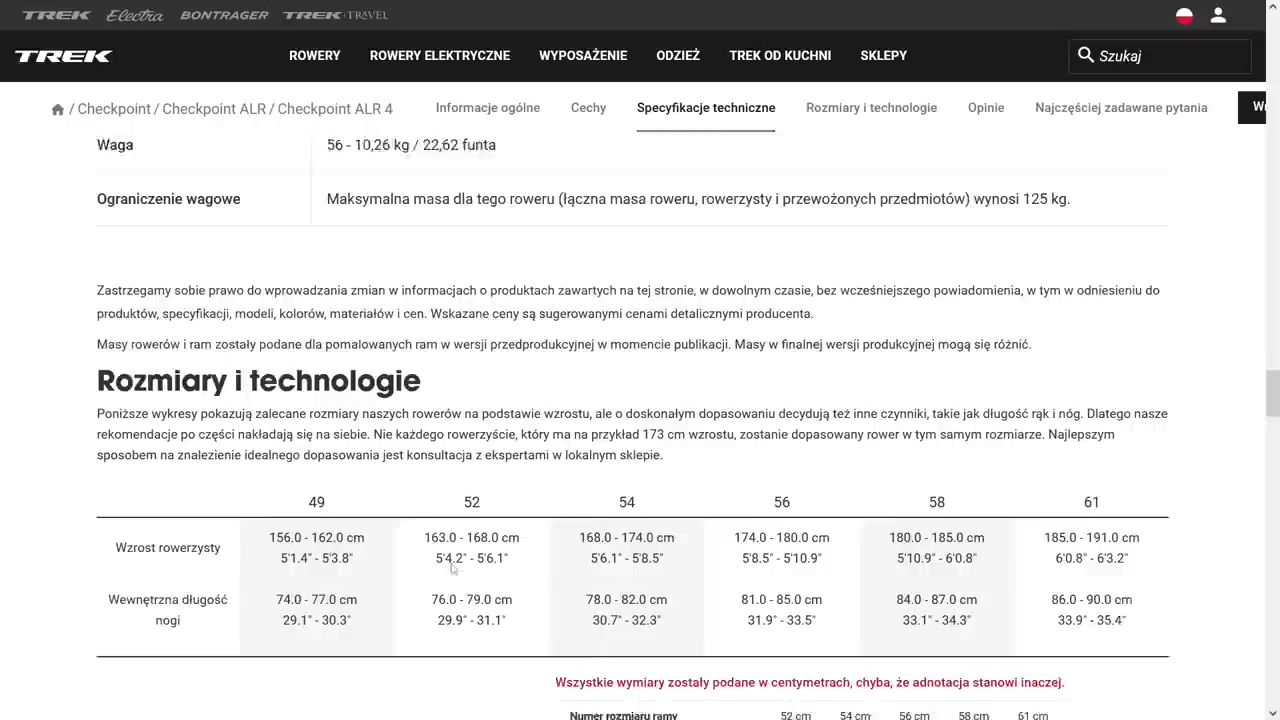 TREK Electra BONTRAGER TREK TRAVEL
TREK ROWERY ROWERY ELEKTRYCZNE WYPOSAŻENIE ODZIEŻ TREK OD KUCHNI SKLEPY Szukaj
/ Checkpoint / Checkpoint ALR / Checkpoint ALR 4 Informacje ogólne Cechy Specyfikacje techniczne Rozmiary i technologie Opinie Najczęściej zadawane pytania
Waga 56 - 10,26 kg / 22,62 funta
Ograniczenie wagowe Maksymalna masa dla tego roweru (łączna masa roweru, rowerzysty i przewożonych przedmiotów) wynosi 125 kg.
Zastrzegamy sobie prawo do wprowadzania zmian w informacjach o produktach zawartych na tej stronie, w dowolnym czasie, bez wcześniejszego powiadomienia, w tym w odniesieniu do
produktów, specyfikacji, modeli, kolorów, materiałów i cen. Wskazane ceny są sugerowanymi cenami detalicznymi producenta.
Masy rowerów i ram zostały podane dla pomalowanych ram w wersji przedprodukcyjnej w momencie publikacji. Masy w finalnej wersji produkcyjnej mogą się różnić.
Rozmiary i technologie
Poniższe wykresy pokazują zalecane rozmiary naszych rowerów na podstawie wzrostu, ale o doskonałym dopasowaniu decydują też inne czynniki, takie jak długość rąk i nóg. Dlatego nasze
rekomendacje po części nakładają się na siebie. Nie każdego rowerzyście, który ma na przykład 173 cm wzrostu, zostanie dopasowany rower w tym samym rozmiarze. Najlepszym
sposobem na znalezienie idealnego dopasowania jest konsultacja z ekspertami w lokalnym sklepie.
49 52 54 56 58 61
156.0 - 162.0 cm 163.0 - 168.0 cm 168.0 - 174.0 cm 174.0 - 180.0 cm 180.0 - 185.0 cm 185.0 - 191.0 cm
Wzrost rowerzysty
5'1.4" - 5'3.8" 5'4.2" - 5'6.1" 5'6.1" - 5'8.5" 5'8.5" - 5'10.9" 5'10.9" - 6'0.8" 6'0.8" - 6'3.2"
Wewnętrzna długość 74.0 - 77.0 cm 76.0 - 79.0 cm 78.0 - 82.0 cm 81.0 - 85.0 cm 84.0 - 87.0 cm 86.0 - 90.0 cm
nogi 29.1" - 30.3" 29.9" - 31.1" 30.7" - 32.3" 31.9" - 33.5" 33.1" - 34.3" 33.9" - 35.4"
Wszystkie wymiary zostały podane w centymetrach, chyba, że adnotacja stanowi inaczej.
Numer rozmiaru ramy 52 cm 54 cm 56 cm 58 cm 61 cm